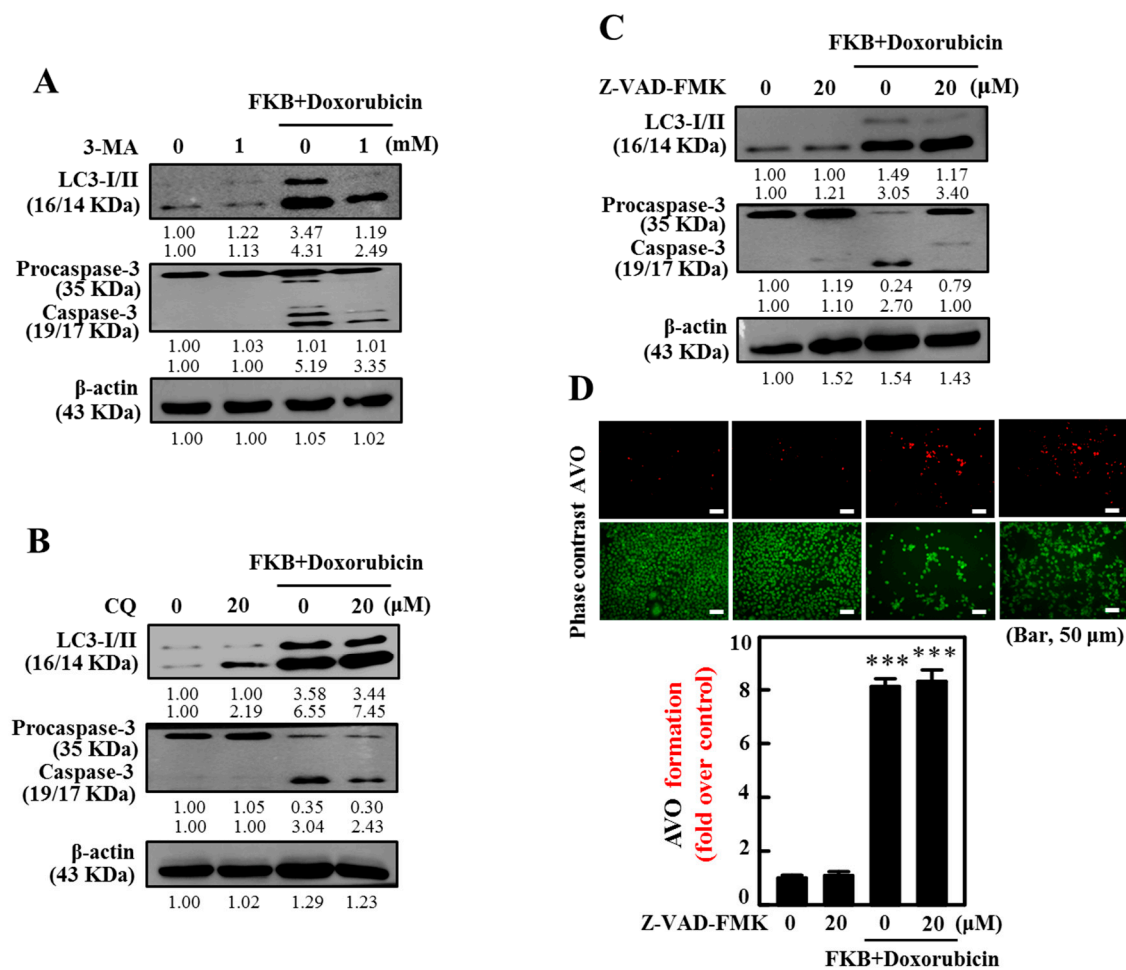 A
FKB+Doxorubicin
3-MA 0 1 0 1 (mM)
LC3-I/II
(16/14 KDa)
1.00 1.22 3.47 1.19
1.00 1.13 4.31 2.49
Procaspase-3
(35 KDa)
Caspase-3
(19/17 KDa)
1.00 1.03 1.01 1.01
1.00 1.00 5.19 3.35
β-actin
(43 KDa)
1.00 1.00 1.05 1.02
B
FKB+Doxorubicin
CQ 0 20 0 20 (μM)
LC3-I/II
(16/14 KDa)
1.00 1.00 3.58 3.44
1.00 2.19 6.55 7.45
Procaspase-3
(35 KDa)
Caspase-3
(19/17 KDa)
1.00 1.05 0.35 0.30
1.00 1.00 3.04 2.43
β-actin
(43 KDa)
1.00 1.02 1.29 1.23
C
FKB+Doxorubicin
Z-VAD-FMK 0 20 0 20 (μM)
LC3-I/II
(16/14 KDa)
1.00 1.00 1.49 1.17
1.00 1.21 3.05 3.40
Procaspase-3
(35 KDa)
Caspase-3
(19/17 KDa)
1.00 1.19 0.24 0.79
1.00 1.10 2.70 1.00
β-actin
(43 KDa)
1.00 1.52 1.54 1.43
D
AVO
Phase contrast
(Bar, 50 μm)
AVO formation
(fold over control)
10
8
6
4
2
0
*** ***
Z-VAD-FMK 0 20 0 20 (μM)
FKB+Doxorubicin